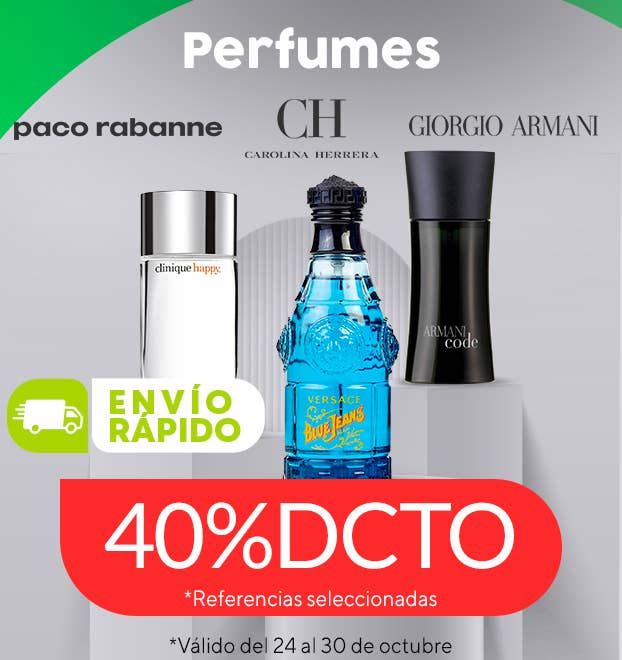 Perfumes
paco rabanne
CH
CAROLINA HERRERA
GIORGIO ARMANI
clinique happy.
ARMANI
code
VERSACE
BLUE JEANS
ENVÍO
RÁPIDO
40%DCTO
*Referencias seleccionadas
*Válido del 24 al 30 de octubre